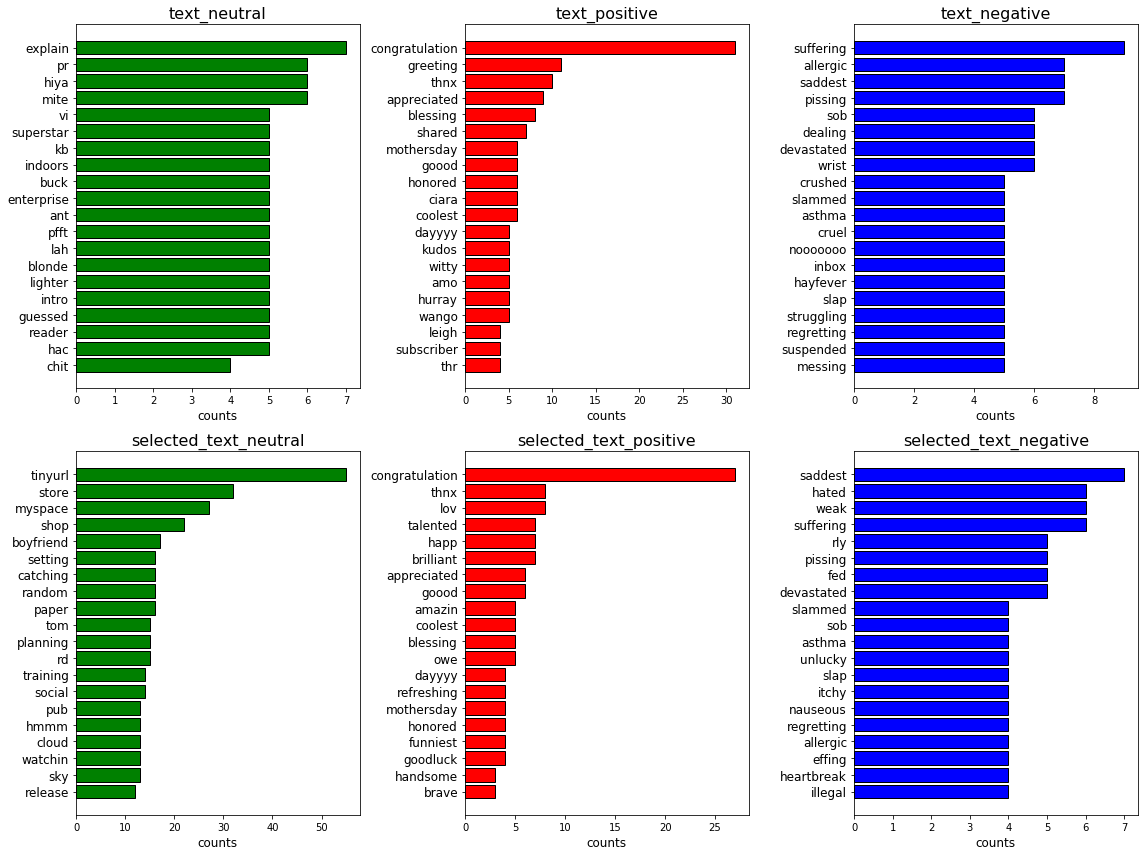 text_neutral
explain
pr
hiya
mite
vi
superstar
kb
indoors
buck
enterprise
ant
pfft
lah
blonde
lighter
intro
guessed
reader
hac
chit
0 1 2 3 4 5 6 7
counts
text_positive
congratulation
greeting
thnx
appreciated
blessing
shared
mothersday
goood
honored
ciara
coolest
dayyyy
kudos
witty
amo
hurray
wango
leigh
subscriber
thr
0 5 10 15 20 25 30
counts
text_negative
suffering
allergic
saddest
pissing
sob
dealing
devastated
wrist
crushed
slammed
asthma
cruel
nooooooo
inbox
hayfever
slap
struggling
regretting
suspended
messing
0 2 4 6 8
counts
selected_text_neutral
tinyurl
store
myspace
shop
boyfriend
setting
catching
random
paper
tom
planning
rd
training
social
pub
hmmm
cloud
watchin
sky
release
0 10 20 30 40 50
counts
selected_text_positive
congratulation
thnx
lov
talented
happ
brilliant
appreciated
goood
amazin
coolest
blessing
owe
dayyyy
refreshing
mothersday
honored
funniest
goodluck
handsome
brave
0 5 10 15 20 25
counts
selected_text_negative
saddest
hated
weak
suffering
rly
pissing
fed
devastated
slammed
sob
asthma
unlucky
slap
itchy
nauseous
regretting
allergic
effing
heartbreak
illegal
0 1 2 3 4 5 6 7
counts